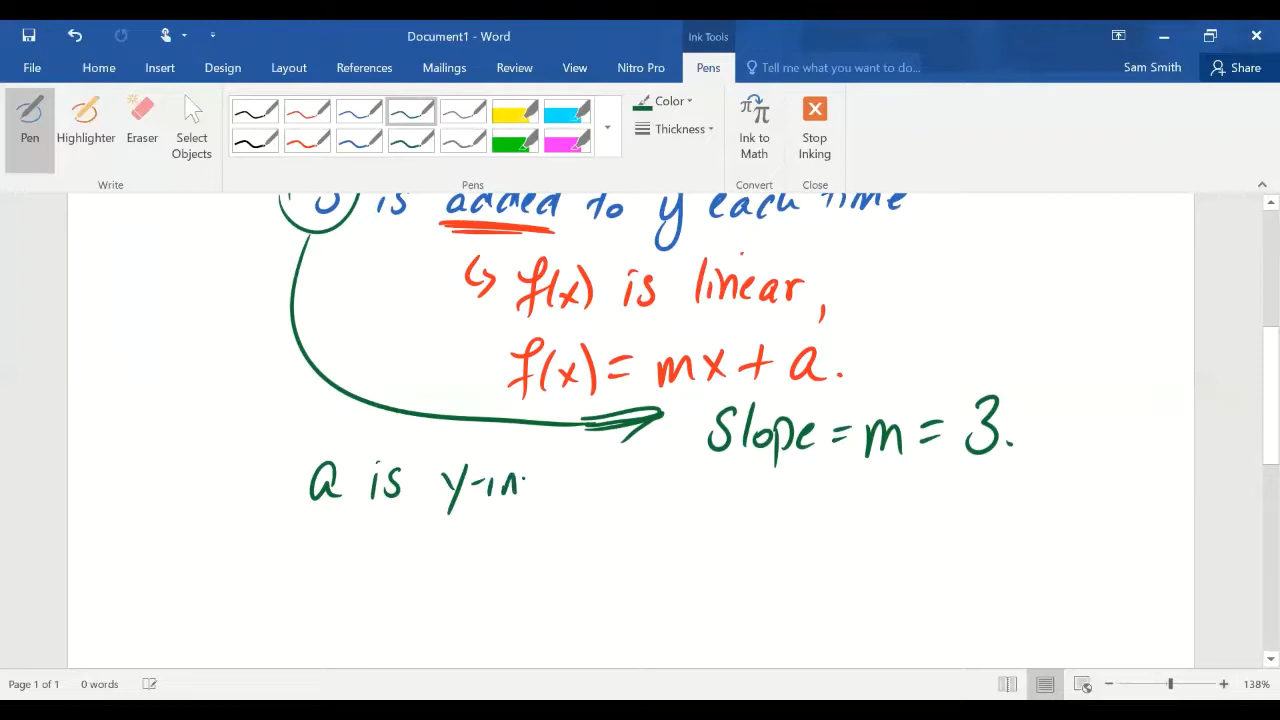 Document1 - Word
Ink Tools
File Home Insert Design Layout References Mailings Review View Nitro Pro Pens Tell me what you want to do... Sam Smith Share
Pen Highlighter Eraser Select Objects Color Thickness Ink to Math Stop Inking
Write Pens Convert Close
3 is added to y each time
↳ f(x) is linear,
f(x) = mx + a.
Slope = m = 3.
a is y-in
Page 1 of 1 0 words 138%